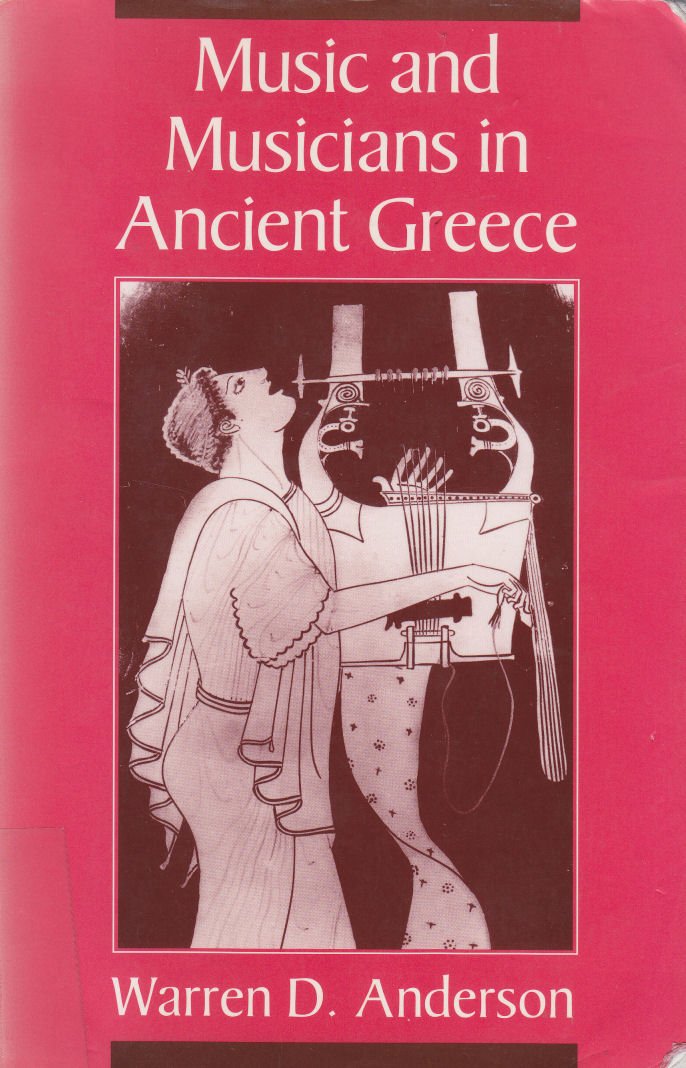 Music and
Musicians in
Ancient Greece
Warren D. Anderson